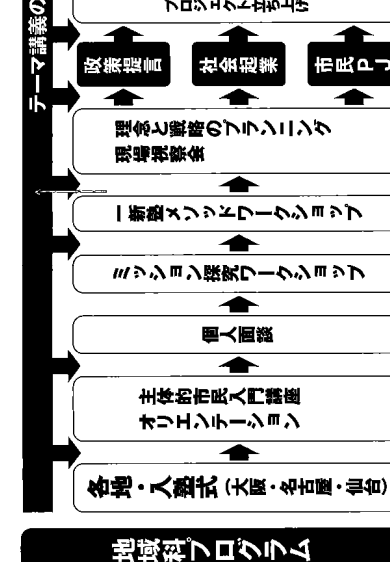 テーマ講義の
プロジェクト立ち上げ
政策提言
社会起業
市民PJ
理念と戦略のプランニング
現場視察会
一新塾メソッドワークショップ
ミッション探究ワークショップ
個人面談
主体的市民入門講座
オリエンテーション
各地・入塾式(大阪・名古屋・仙台)
地域科プログラム